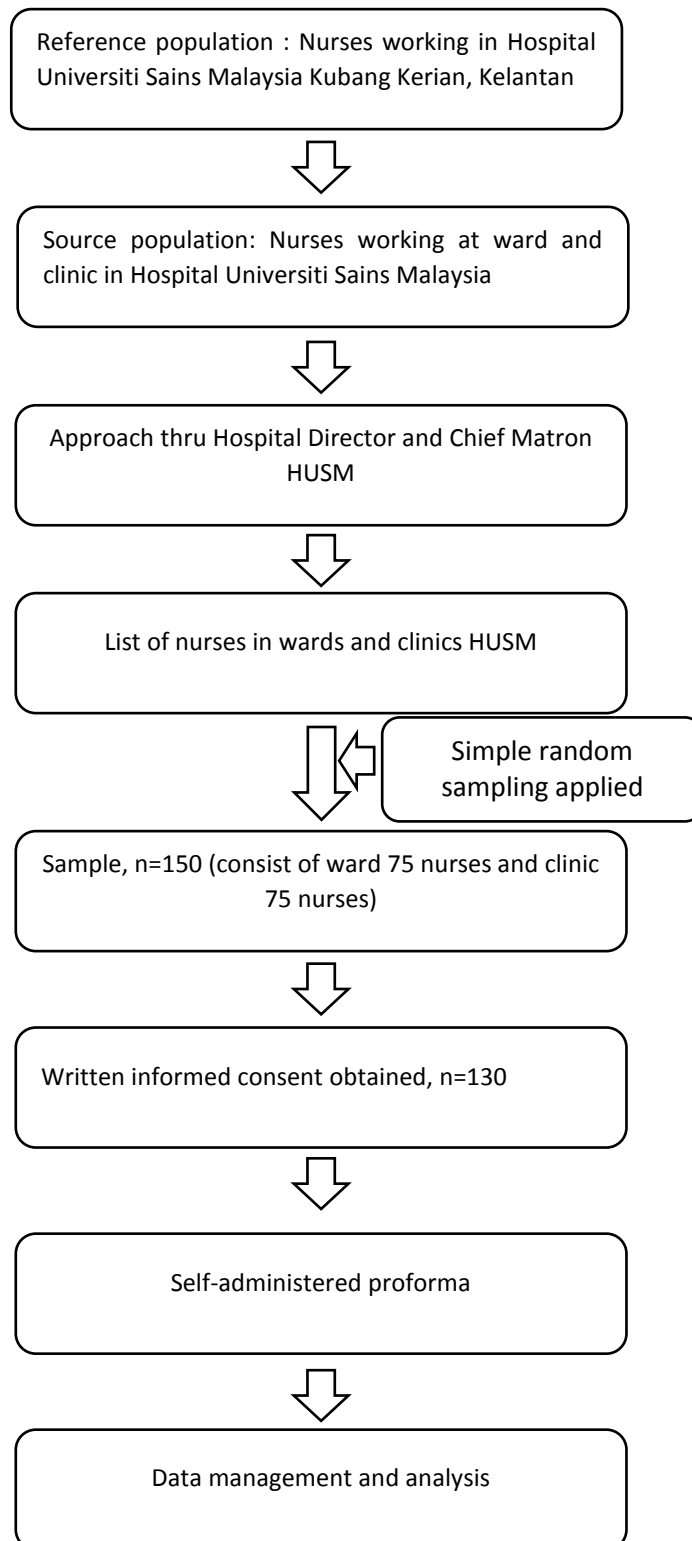 Reference population : Nurses working in Hospital
Universiti Sains Malaysia Kubang Kerian, Kelantan
Source population: Nurses working at ward and
clinic in Hospital Universiti Sains Malaysia
Approach thru Hospital Director and Chief Matron
HUSM
List of nurses in wards and clinics HUSM
Simple random
sampling applied
Sample, n=150 (consist of ward 75 nurses and clinic
75 nurses)
Written informed consent obtained, n=130
Self-administered proforma
Data management and analysis